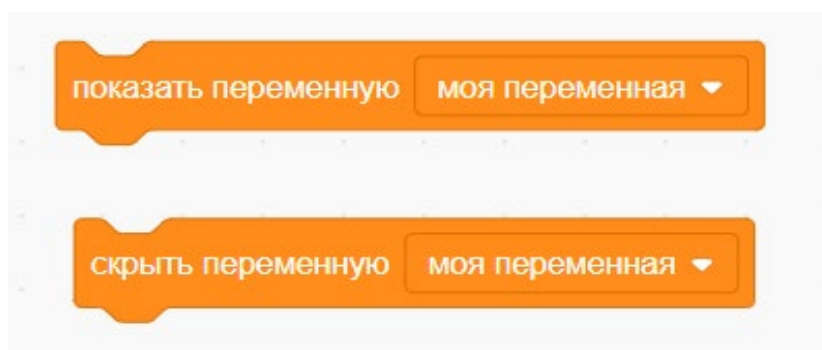 показать переменную моя переменная
скрыть переменную моя переменная